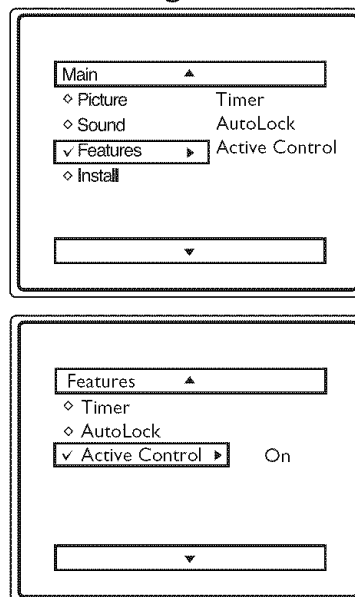 Main ▲
◇ Picture Timer
◇ Sound AutoLock
✓ Features ▶ Active Control
◇ Install
▼
Features ▲
◇ Timer
◇ AutoLock
✓ Active Control ▶ On
▼